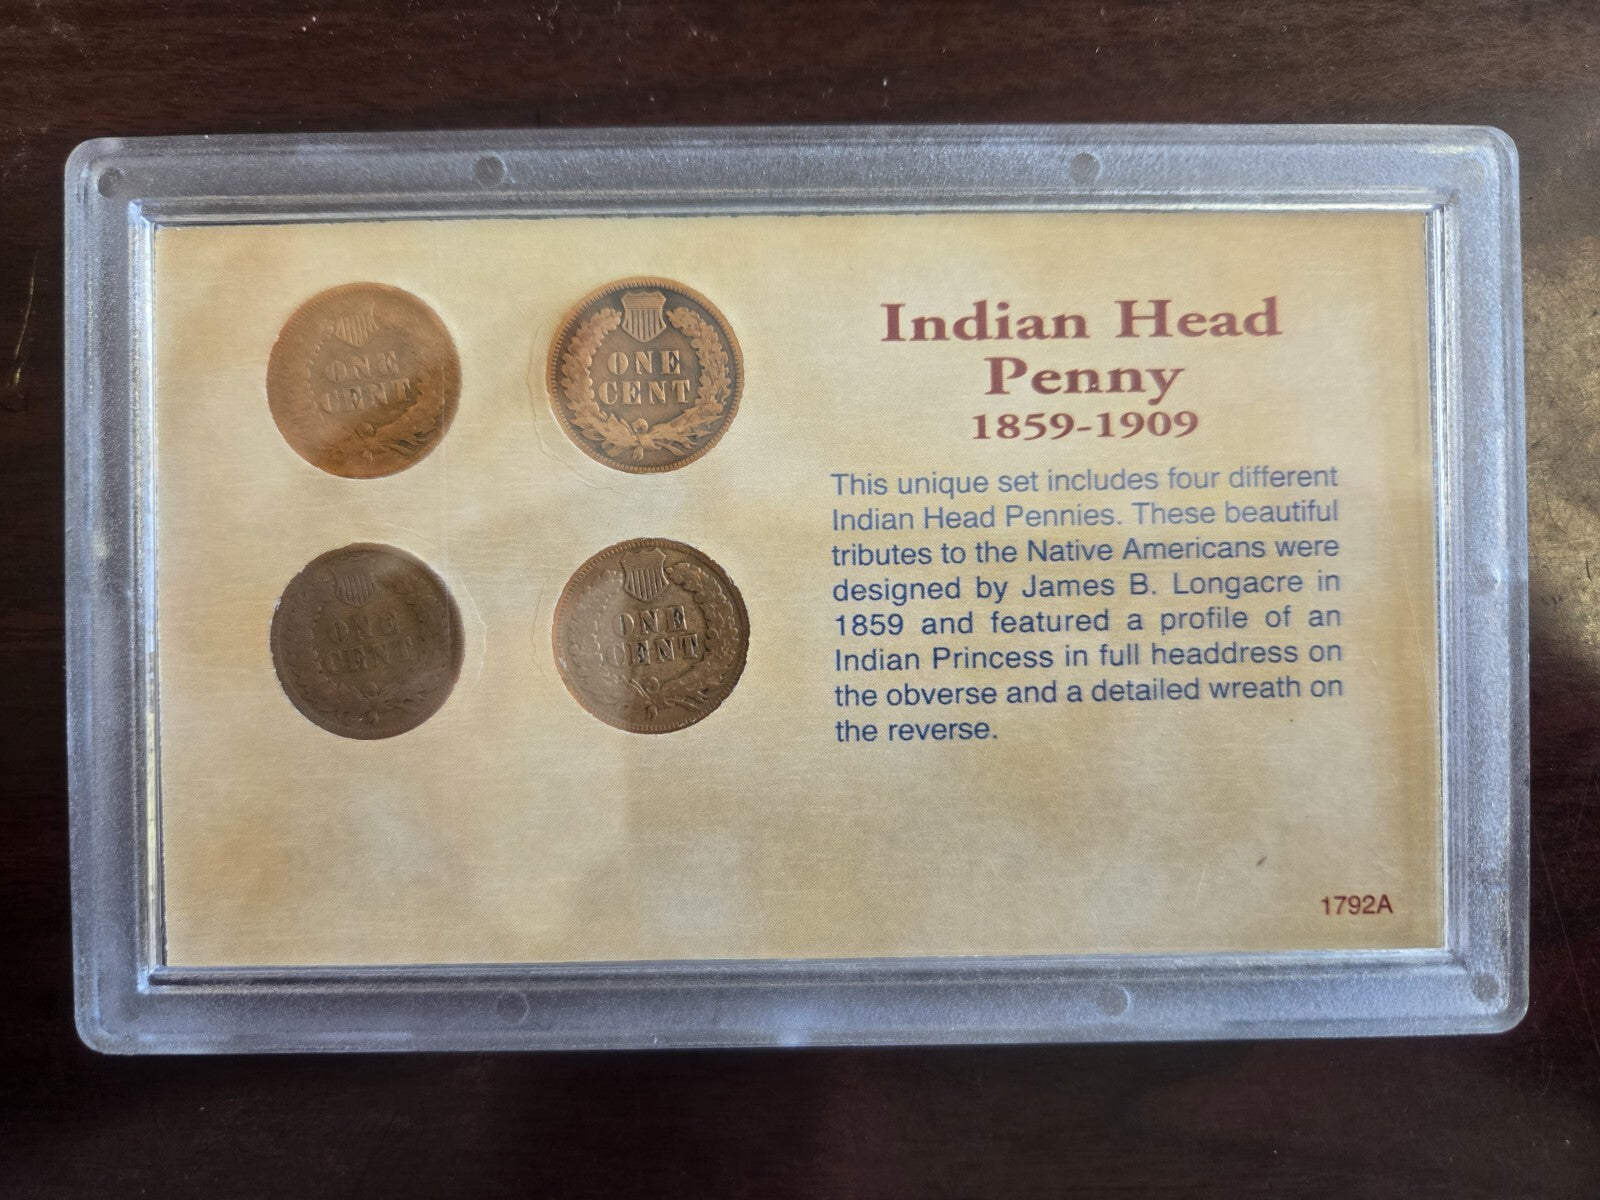 ONE
CENT
ONE
CENT
ONE
CENT
ONE
CENT
Indian Head
Penny
1859-1909
This unique set includes four different
Indian Head Pennies. These beautiful
tributes to the Native Americans were
designed by James B. Longacre in
1859 and featured a profile of an
Indian Princess in full headdress on
the obverse and a detailed wreath on
the reverse.
1792A